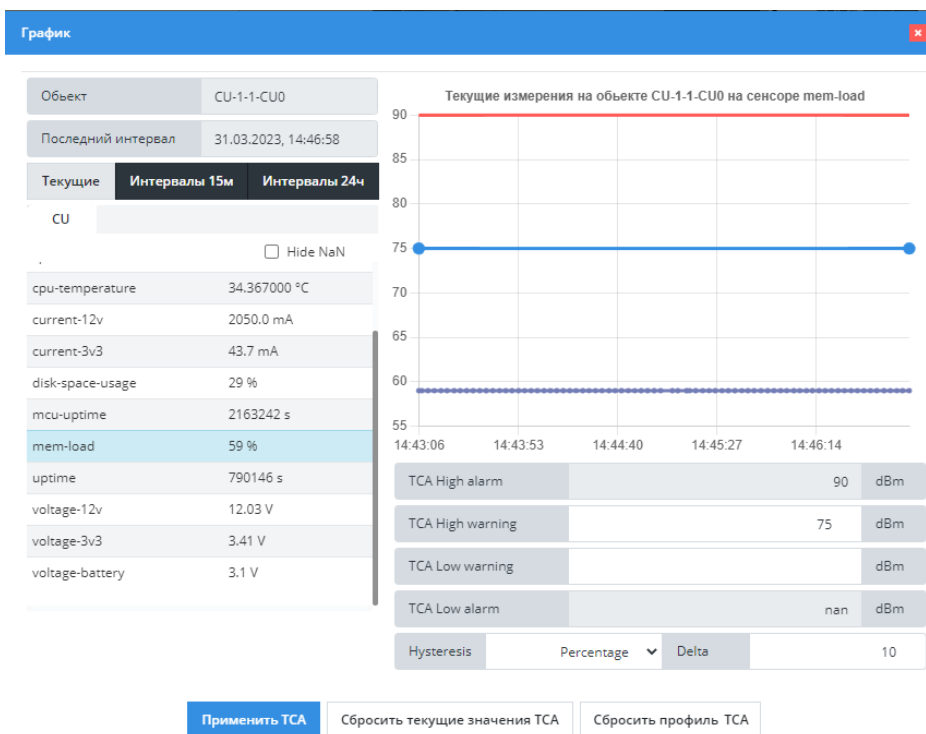 График
Обьект CU-1-1-CU0
Последний интервал 31.03.2023, 14:46:58
Текущие Интервалы 15м Интервалы 24ч
CU
Hide NaN
cpu-temperature 34.367000 °C
current-12v 2050.0 mA
current-3v3 43.7 mA
disk-space-usage 29 %
mcu-uptime 2163242 s
mem-load 59 %
uptime 790146 s
voltage-12v 12.03 V
voltage-3v3 3.41 V
voltage-battery 3.1 V
Текущие измерения на обьекте CU-1-1-CU0 на сенсоре mem-load
90
85
80
75
70
65
60
55
14:43:06 14:43:53 14:44:40 14:45:27 14:46:14
TCA High alarm 90 dBm
TCA High warning 75 dBm
TCA Low warning dBm
TCA Low alarm nan dBm
Hysteresis Percentage Delta 10
Применить TCA Сбросить текущие значения TCA Сбросить профиль TCA